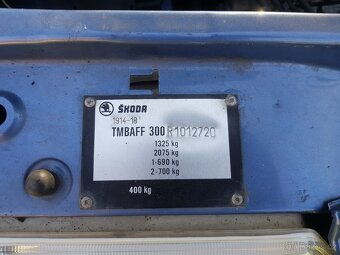 ŠKODA
1914-18
TMBAFF 300 R1012720
1325 kg
2075 kg
1-690 kg
2-700 kg
400 kg